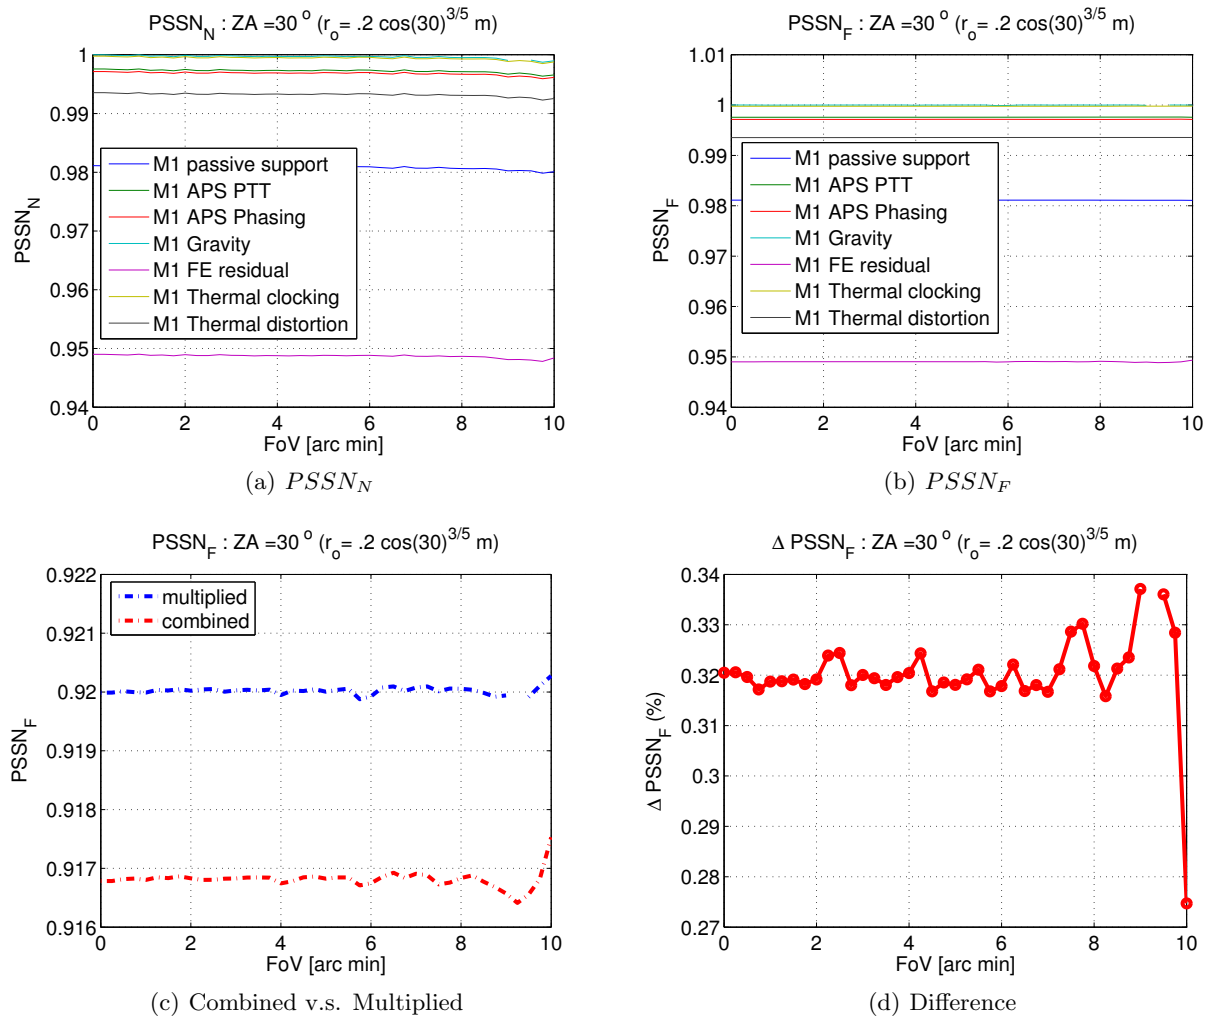 PSSN_N : ZA =30 ° (r_o= .2 cos(30)^3/5 m)
1
0.99
0.98
0.97
0.96
0.95
0.94
PSSN_N
M1 passive support
M1 APS PTT
M1 APS Phasing
M1 Gravity
M1 FE residual
M1 Thermal clocking
M1 Thermal distortion
0 2 4 6 8 10
FoV [arc min]
(a) PSSN_N
PSSN_F : ZA =30 ° (r_o= .2 cos(30)^3/5 m)
1.01
1
0.99
0.98
0.97
0.96
0.95
0.94
PSSN_F
M1 passive support
M1 APS PTT
M1 APS Phasing
M1 Gravity
M1 FE residual
M1 Thermal clocking
M1 Thermal distortion
0 2 4 6 8 10
FoV [arc min]
(b) PSSN_F
PSSN_F : ZA =30 ° (r_o= .2 cos(30)^3/5 m)
0.922
0.921
0.92
0.919
0.918
0.917
0.916
PSSN_F
multiplied
combined
0 2 4 6 8 10
FoV [arc min]
(c) Combined v.s. Multiplied
Δ PSSN_F : ZA =30 ° (r_o= .2 cos(30)^3/5 m)
0.34
0.33
0.32
0.31
0.3
0.29
0.28
0.27
Δ PSSN_F (%)
0 2 4 6 8 10
FoV [arc min]
(d) Difference